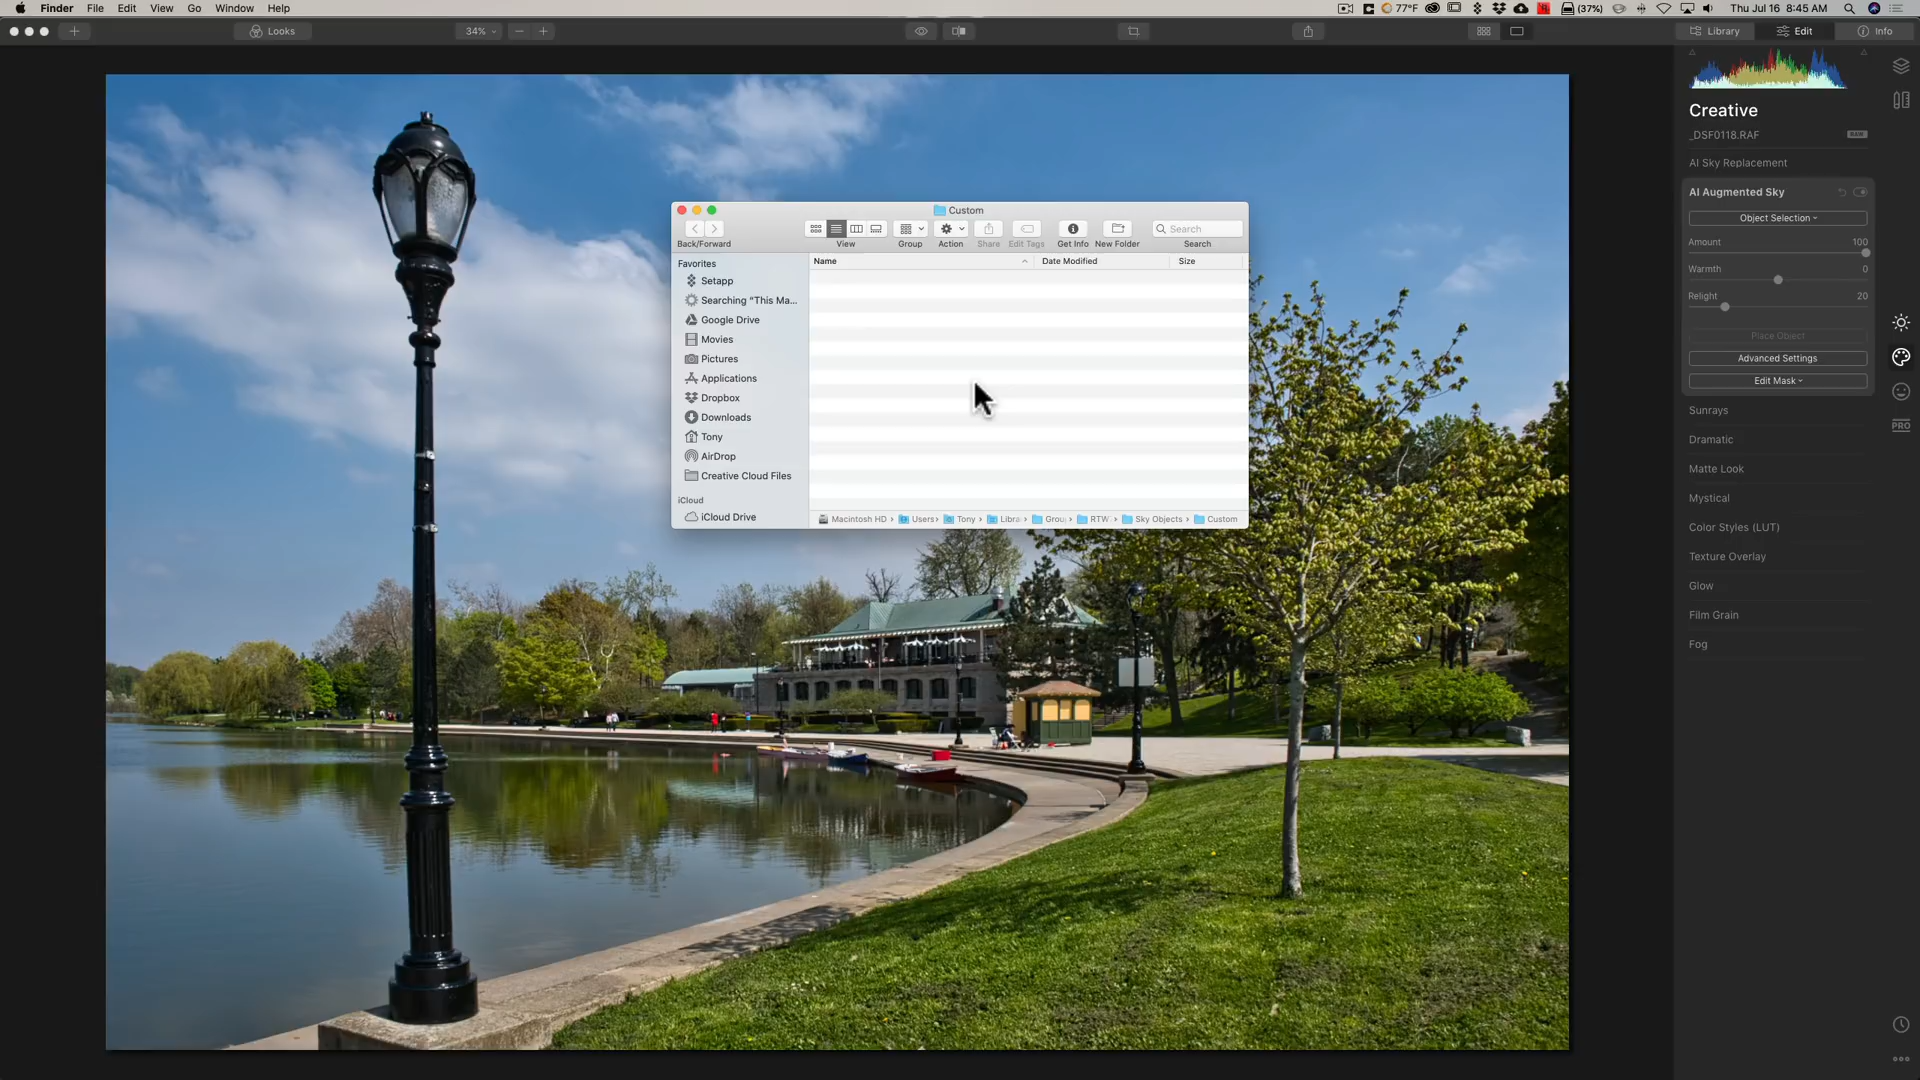 Finder File Edit View Go Window Help
77°F (37%) Thu Jul 16 8:45 AM
Looks 34% Library Edit Info
Creative
_DSF0118.RAF RAW
AI Sky Replacement
AI Augmented Sky
Object Selection
Amount 100
Warmth 0
Relight 20
Place Object
Advanced Settings
Edit Mask
Sunrays
Dramatic
Matte Look
Mystical
Color Styles (LUT)
Texture Overlay
Glow
Film Grain
Fog
PRO
Custom
Search
Back/Forward View Group Action Share Edit Tags Get Info New Folder Search
Name Date Modified Size
Favorites
Setapp
Searching "This Ma...
Google Drive
Movies
Pictures
Applications
Dropbox
Downloads
Tony
AirDrop
Creative Cloud Files
iCloud
iCloud Drive
Macintosh HD › Users › Tony › Libra › Grou › RTW › Sky Objects › Custom